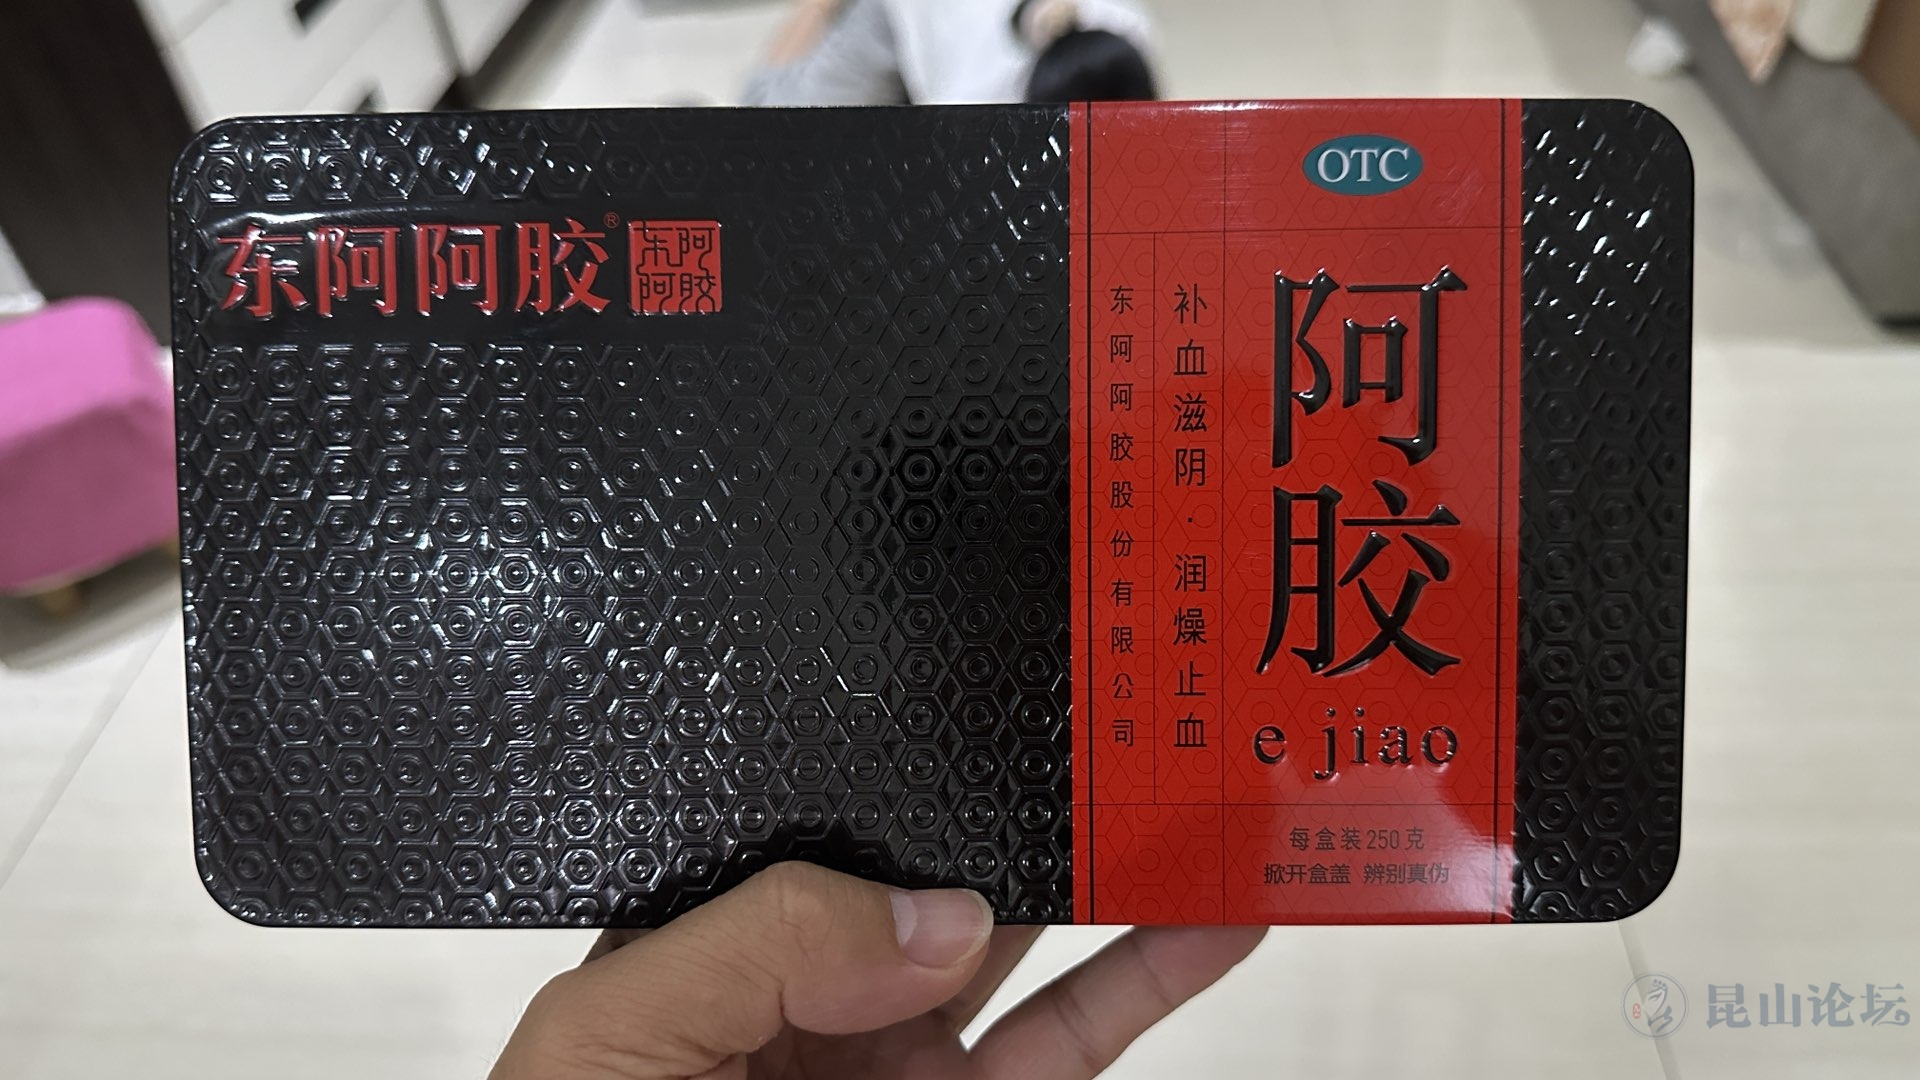 东阿阿胶®
东阿阿胶
OTC
阿胶
e jiao
补血滋阴·润燥止血
东阿阿胶股份有限公司
每盒装250克
掀开盒盖 辨别真伪
昆山论坛